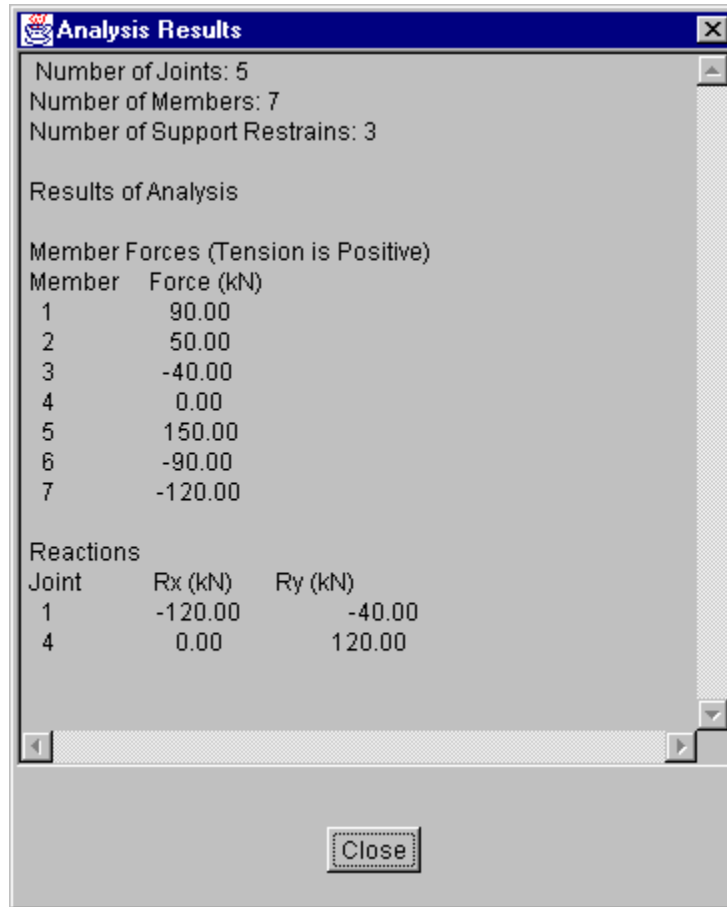 Analysis Results
Number of Joints: 5
Number of Members: 7
Number of Support Restrains: 3
Results of Analysis
Member Forces (Tension is Positive)
Member Force (kN)
1 90.00
2 50.00
3 -40.00
4 0.00
5 150.00
6 -90.00
7 -120.00
Reactions
Joint Rx (kN) Ry (kN)
1 -120.00 -40.00
4 0.00 120.00
Close